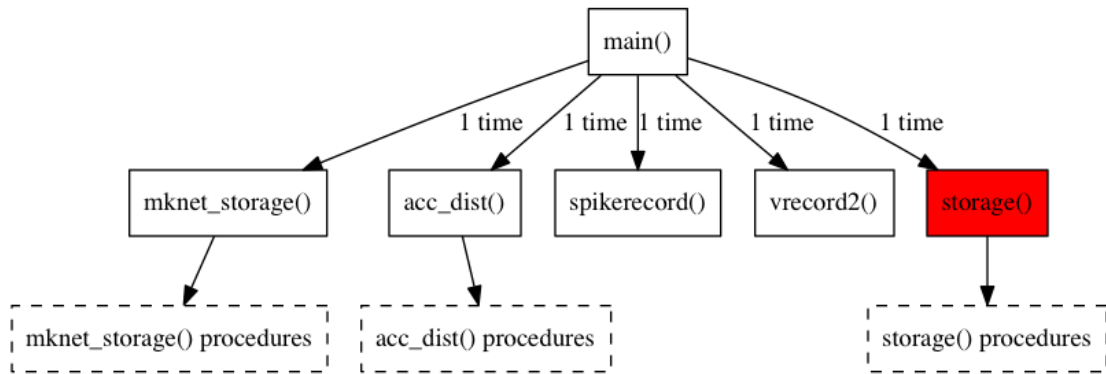 main()
1 time
1 time
1 time
1 time
1 time
mknet_storage()
acc_dist()
spikerecord()
vrecord2()
storage()
mknet_storage() procedures
acc_dist() procedures
storage() procedures